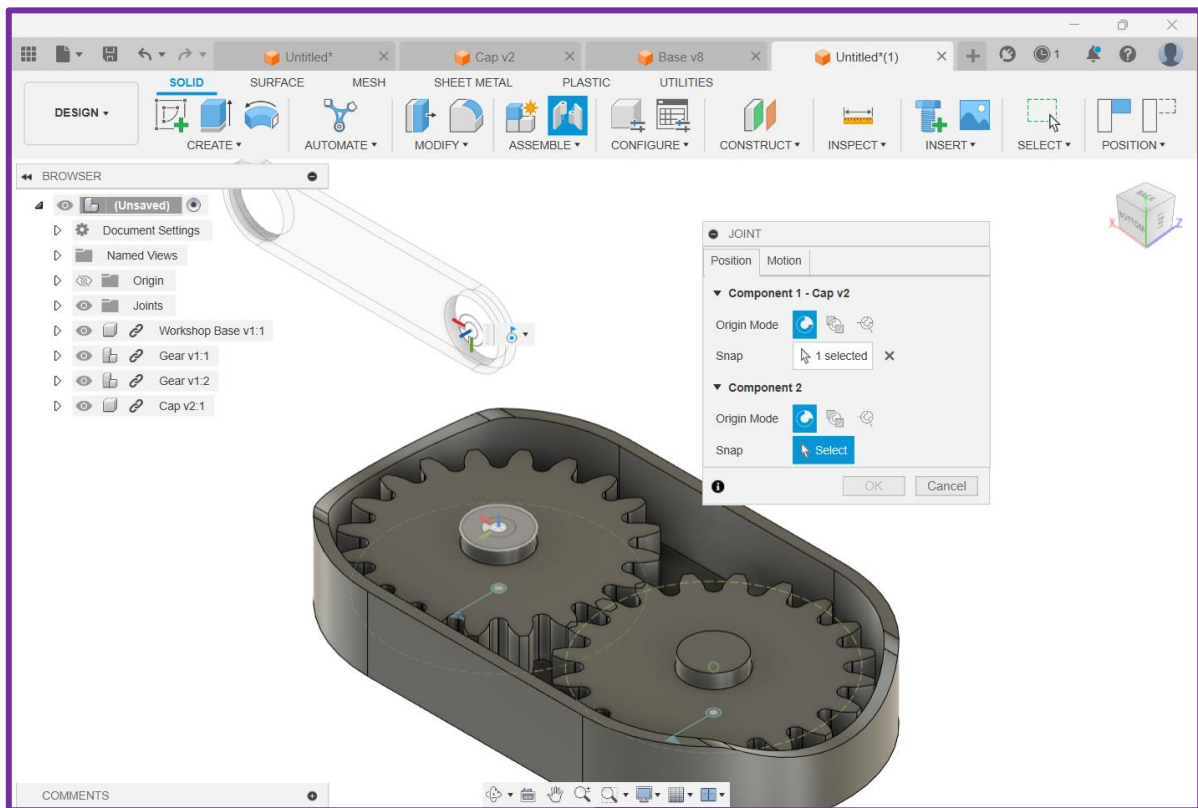 Untitled*
Cap v2
Base v8
Untitled*(1)
1
SOLID SURFACE MESH SHEET METAL PLASTIC UTILITIES
DESIGN
CREATE AUTOMATE MODIFY ASSEMBLE CONFIGURE CONSTRUCT INSPECT INSERT SELECT POSITION
BROWSER
(Unsaved)
Document Settings
Named Views
Origin
Joints
Workshop Base v1:1
Gear v1:1
Gear v1:2
Cap v2:1
BACK
BOTTOM
X
Z
JOINT
Position Motion
Component 1 - Cap v2
Origin Mode
Snap 1 selected
Component 2
Origin Mode
Snap Select
OK Cancel
COMMENTS